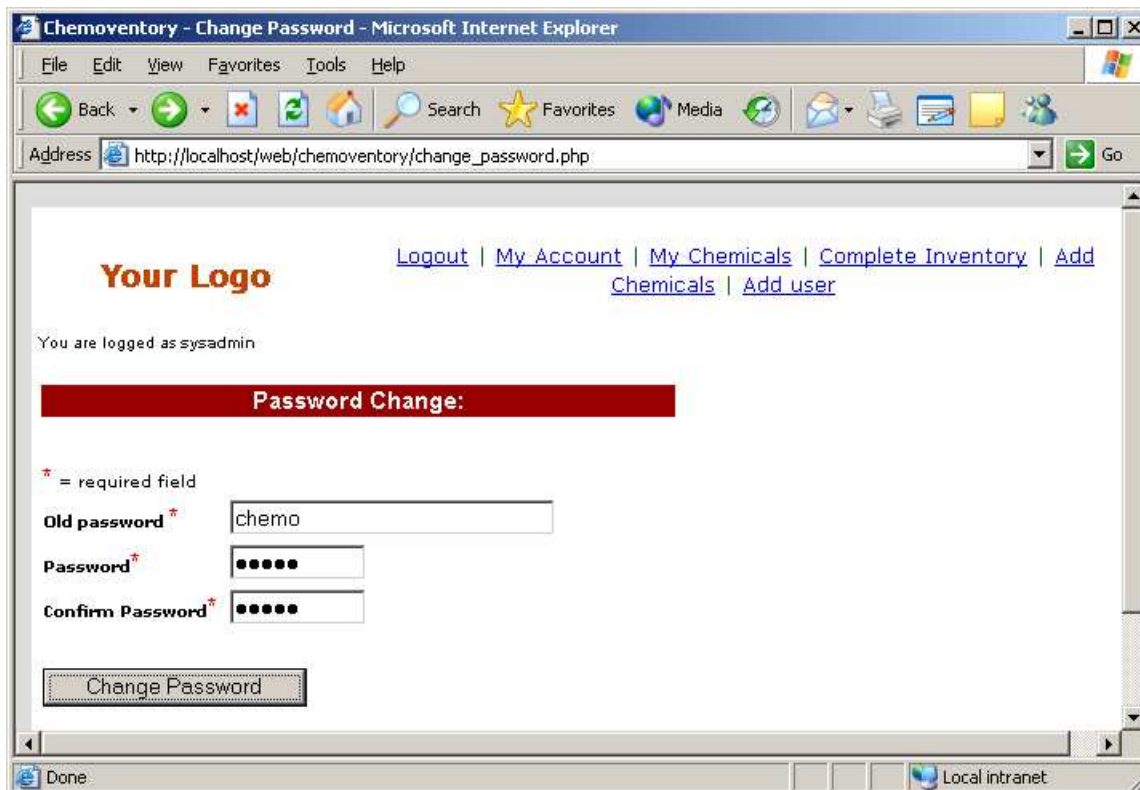 Chemoventory - Change Password - Microsoft Internet Explorer
File Edit View Favorites Tools Help
Back Search Favorites Media
Address http://localhost/web/chemoventory/change_password.php Go
Your Logo
Logout | My Account | My Chemicals | Complete Inventory | Add
Chemicals | Add user
You are logged as sysadmin
Password Change:
* = required field
Old password * chemo
Password* •••••
Confirm Password* •••••
Change Password
Done Local intranet